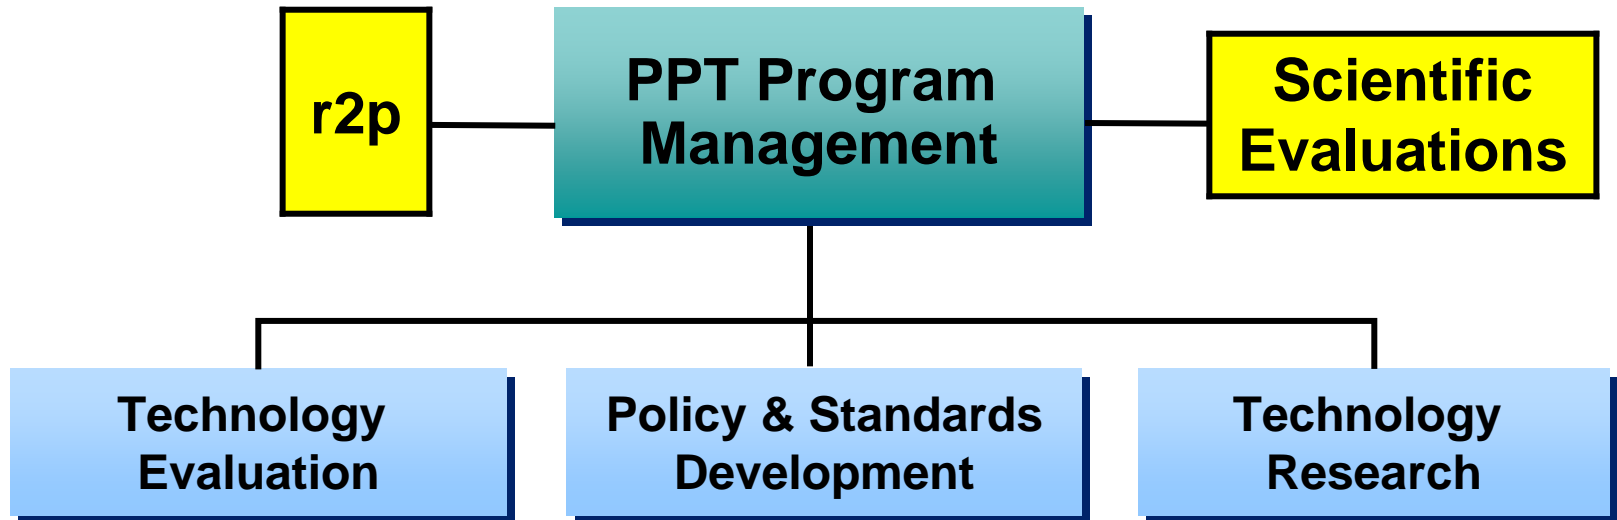 r2p
PPT Program
Management
Scientific
Evaluations
Technology
Evaluation
Policy & Standards
Development
Technology
Research